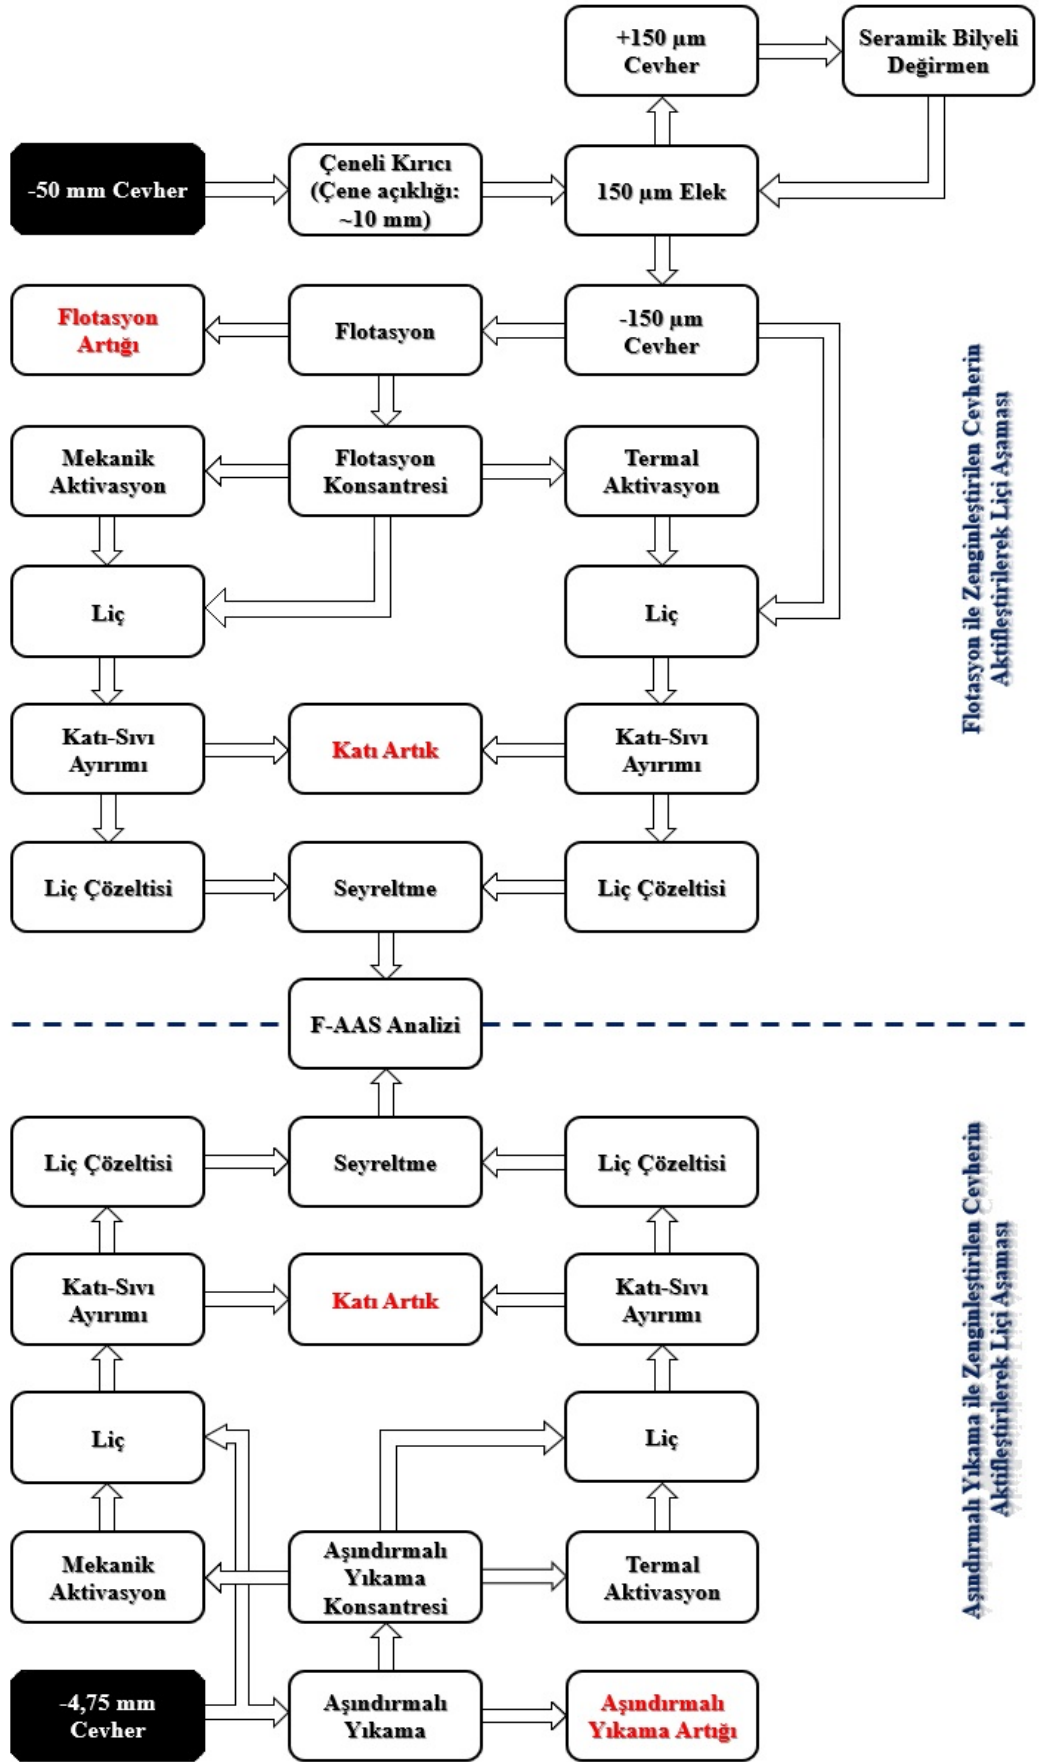 +150 µm
Cevher
Seramik Bilyeli
Değirmen
-50 mm Cevher
Çeneli Kırıcı
(Çene açıklığı:
~10 mm)
150 µm Elek
Flotasyon
Artığı
Flotasyon
-150 µm
Cevher
Mekanik
Aktivasyon
Flotasyon
Konsantresi
Termal
Aktivasyon
Liç
Liç
Katı-Sıvı
Ayırımı
Katı Artık
Katı-Sıvı
Ayırımı
Liç Çözeltisi
Seyreltme
Liç Çözeltisi
Flotasyon ile Zenginleştirilen Cevherin
Aktifleştirilerek Liçi Aşaması
F-AAS Analizi
Liç Çözeltisi
Seyreltme
Liç Çözeltisi
Katı-Sıvı
Ayırımı
Katı Artık
Katı-Sıvı
Ayırımı
Liç
Liç
Mekanik
Aktivasyon
Aşındırmalı
Yıkama
Konsantresi
Termal
Aktivasyon
-4,75 mm
Cevher
Aşındırmalı
Yıkama
Aşındırmalı
Yıkama Artığı
Aşındırmalı Yıkama ile Zenginleştirilen Cevherin
Aktifleştirilerek Liçi Aşaması